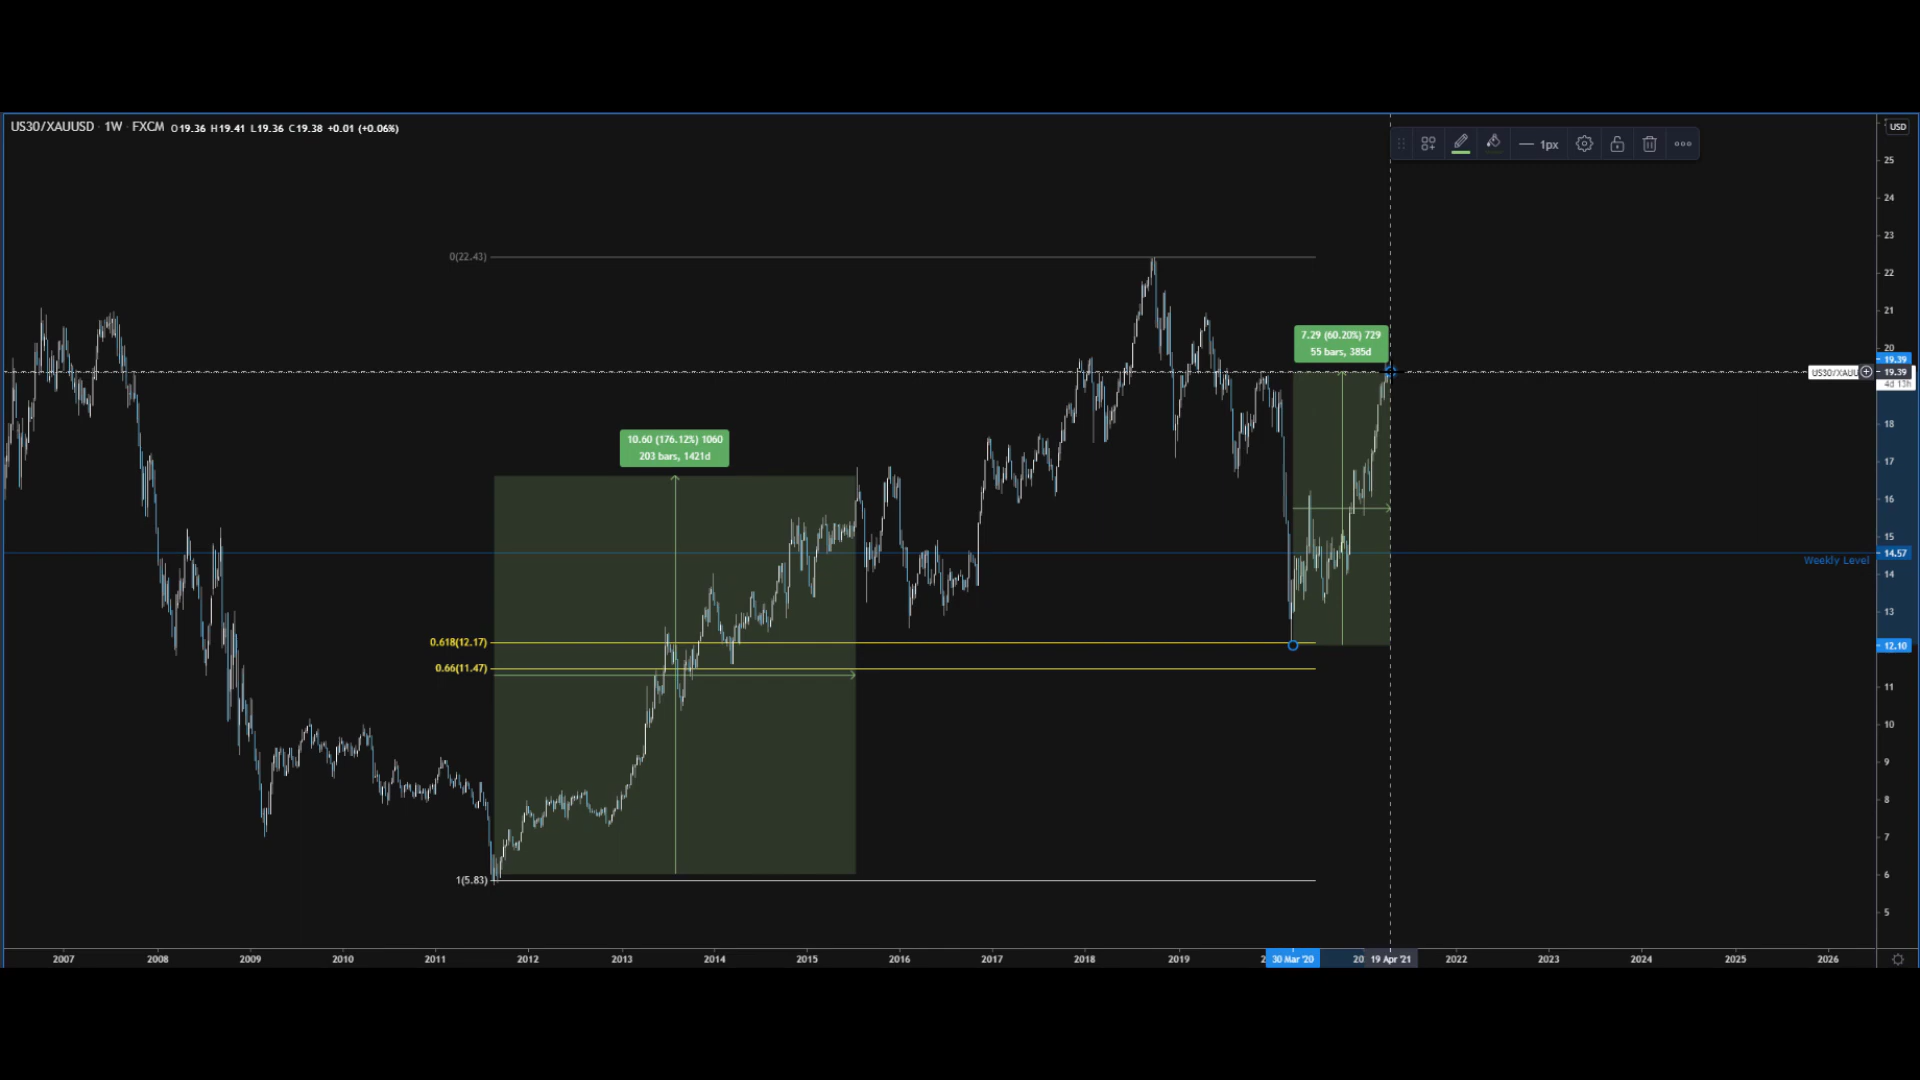 US30/XAUUSD · 1W · FXCM O19.36 H19.41 L19.36 C19.38 +0.01 (+0.06%)
USD
1px
25
24
0(22.43)
23
22
21
7.29 (60.20%) 729
55 bars, 385d
20
19.39
US30/XAU
19.39
4d 13h
10.60 (176.12%) 1060
203 bars, 1421d
18
17
16
15
14.57
Weekly Level
14
13
0.618(12.17)
12.10
0.66(11.47)
11
10
9
8
7
1(5.83)
6
5
2007 2008 2009 2010 2011 2012 2013 2014 2015 2016 2017 2018 2019 30 Mar '20 19 Apr '21 2022 2023 2024 2025 2026